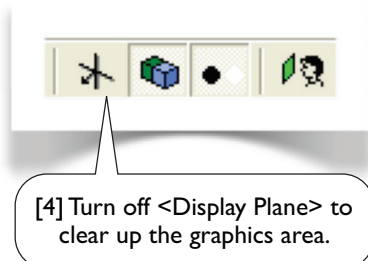 [4] Turn off <Display Plane> to
clear up the graphics area.